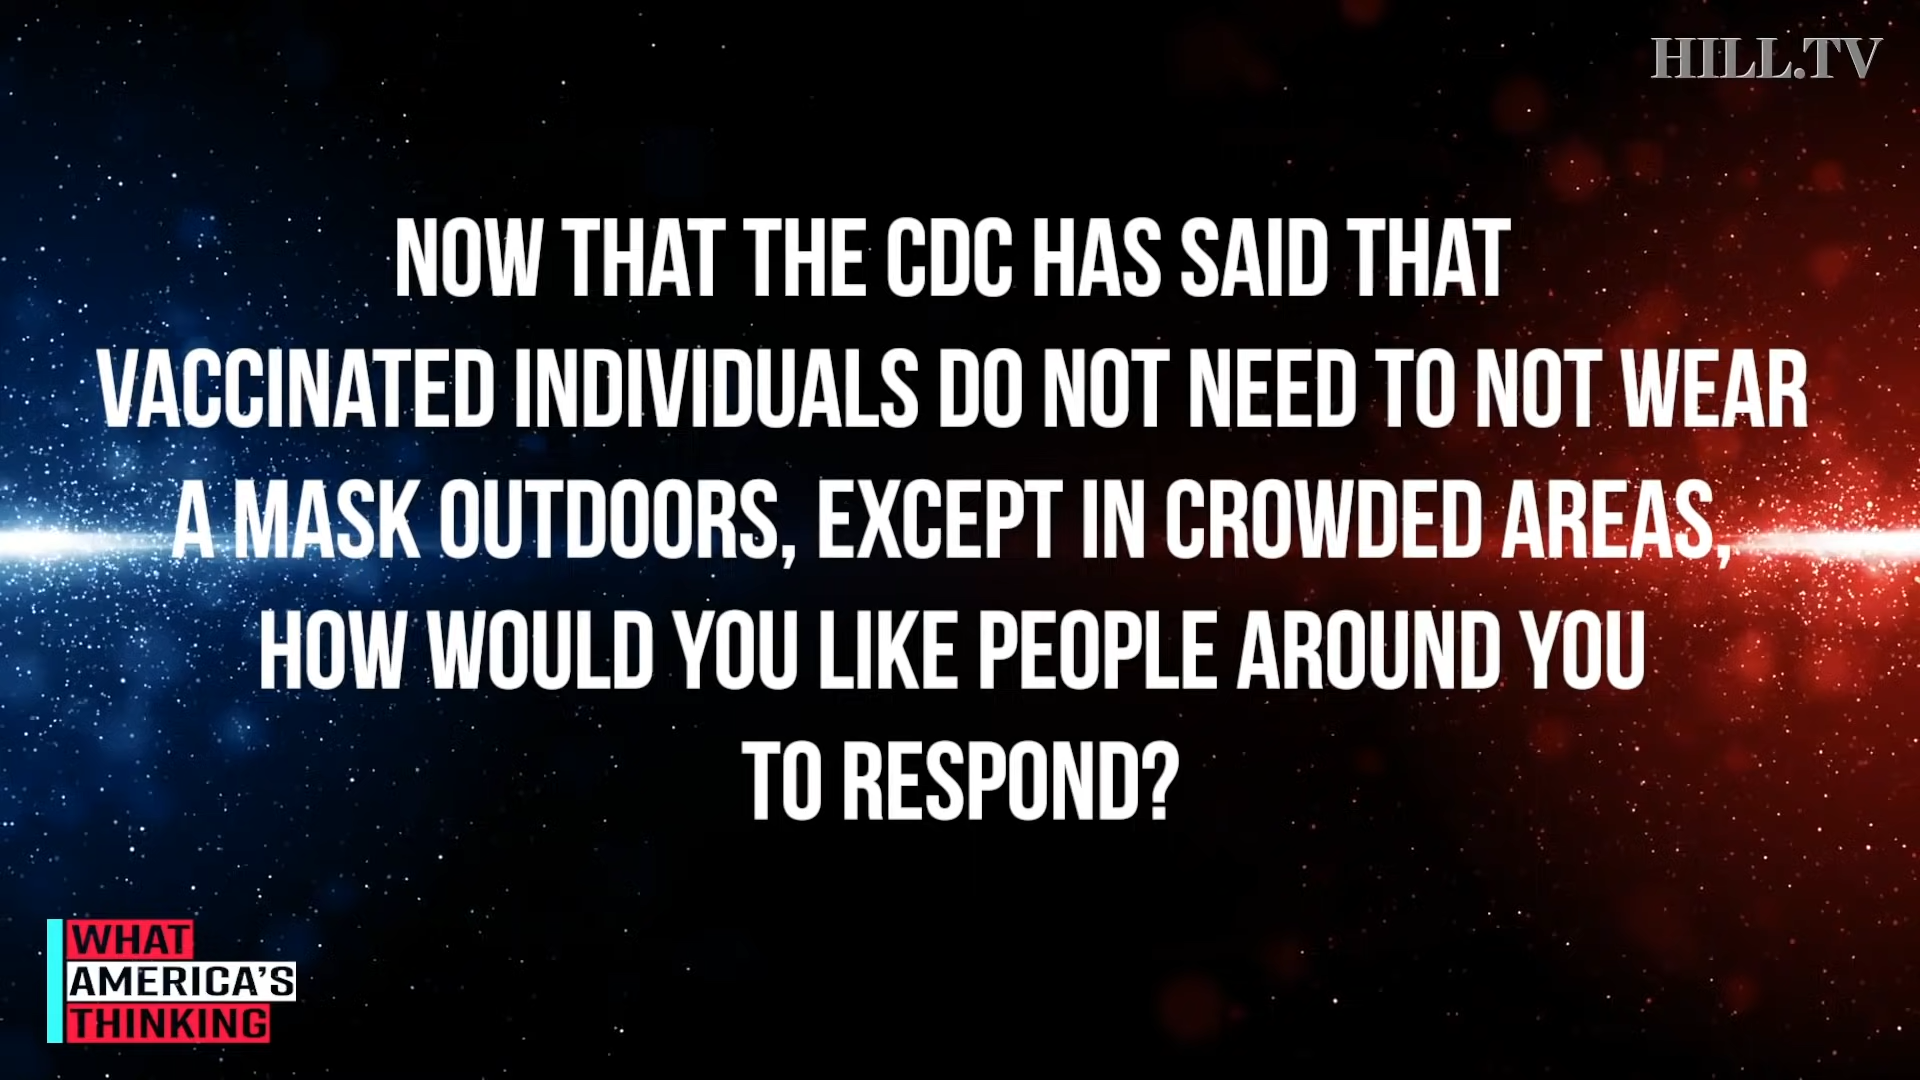 HILL.TV
NOW THAT THE CDC HAS SAID THAT
VACCINATED INDIVIDUALS DO NOT NEED TO NOT WEAR
A MASK OUTDOORS, EXCEPT IN CROWDED AREAS,
HOW WOULD YOU LIKE PEOPLE AROUND YOU
TO RESPOND?
WHAT
AMERICA'S
THINKING